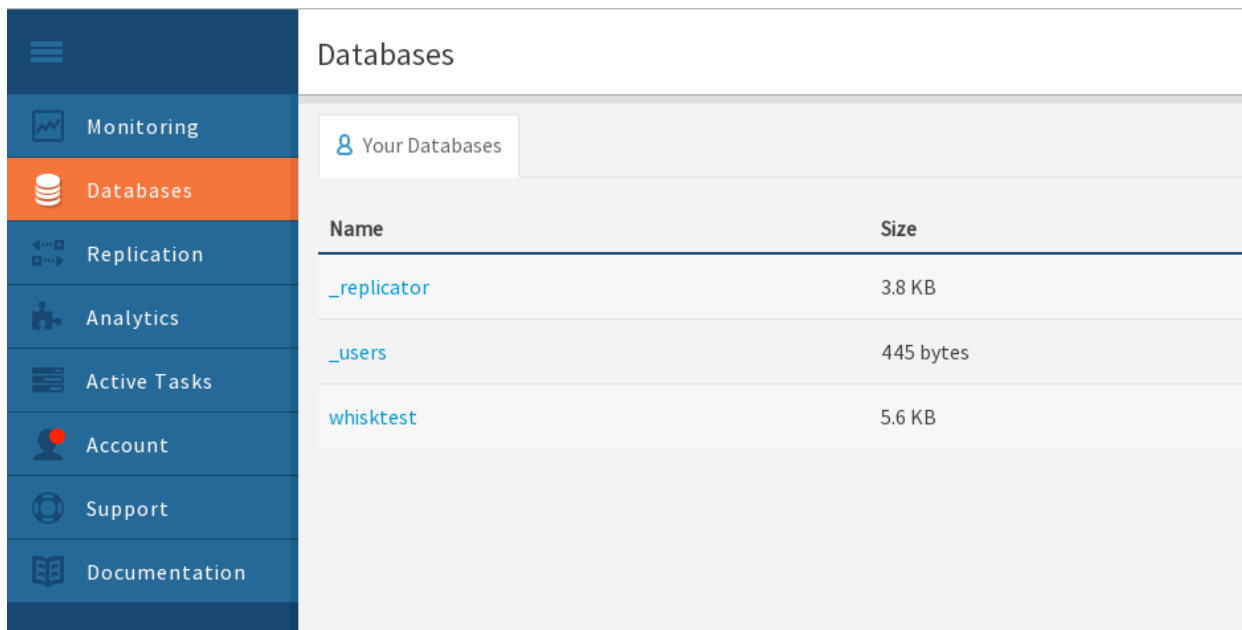 Databases
Monitoring
Databases
Replication
Analytics
Active Tasks
Account
Support
Documentation
Your Databases
Name Size
_replicator 3.8 KB
_users 445 bytes
whisktest 5.6 KB